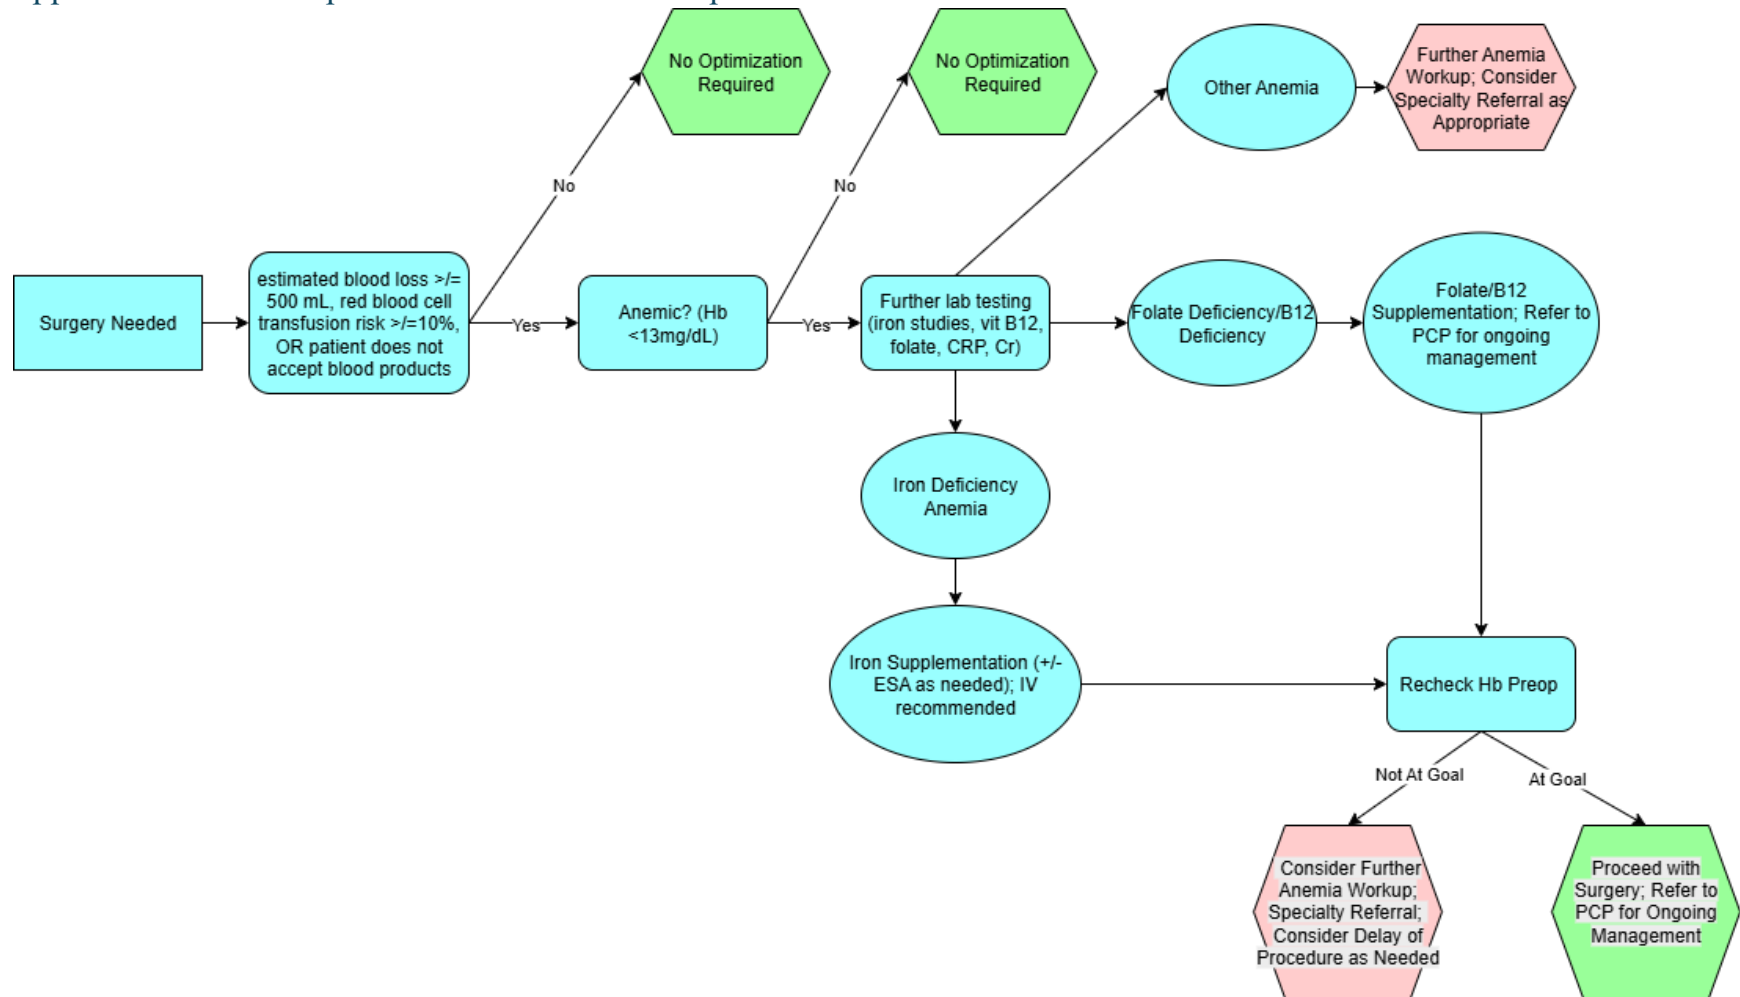 No Optimization
Required
No Optimization
Required
Other Anemia
Further Anemia
Workup; Consider
Specialty Referral as
Appropriate
No
No
Surgery Needed
estimated blood loss >/=
500 mL, red blood cell
transfusion risk >/=10%,
OR patient does not
accept blood products
Yes
Anemic? (Hb
<13mg/dL)
Yes
Further lab testing
(iron studies, vit B12,
folate, CRP, Cr)
Folate Deficiency/B12
Deficiency
Folate/B12
Supplementation; Refer to
PCP for ongoing
management
Iron Deficiency
Anemia
Iron Supplementation (+/-
ESA as needed); IV
recommended
Recheck Hb Preop
Not At Goal
At Goal
Consider Further
Anemia Workup;
Specialty Referral;
Consider Delay of
Procedure as Needed
Proceed with
Surgery; Refer to
PCP for Ongoing
Management